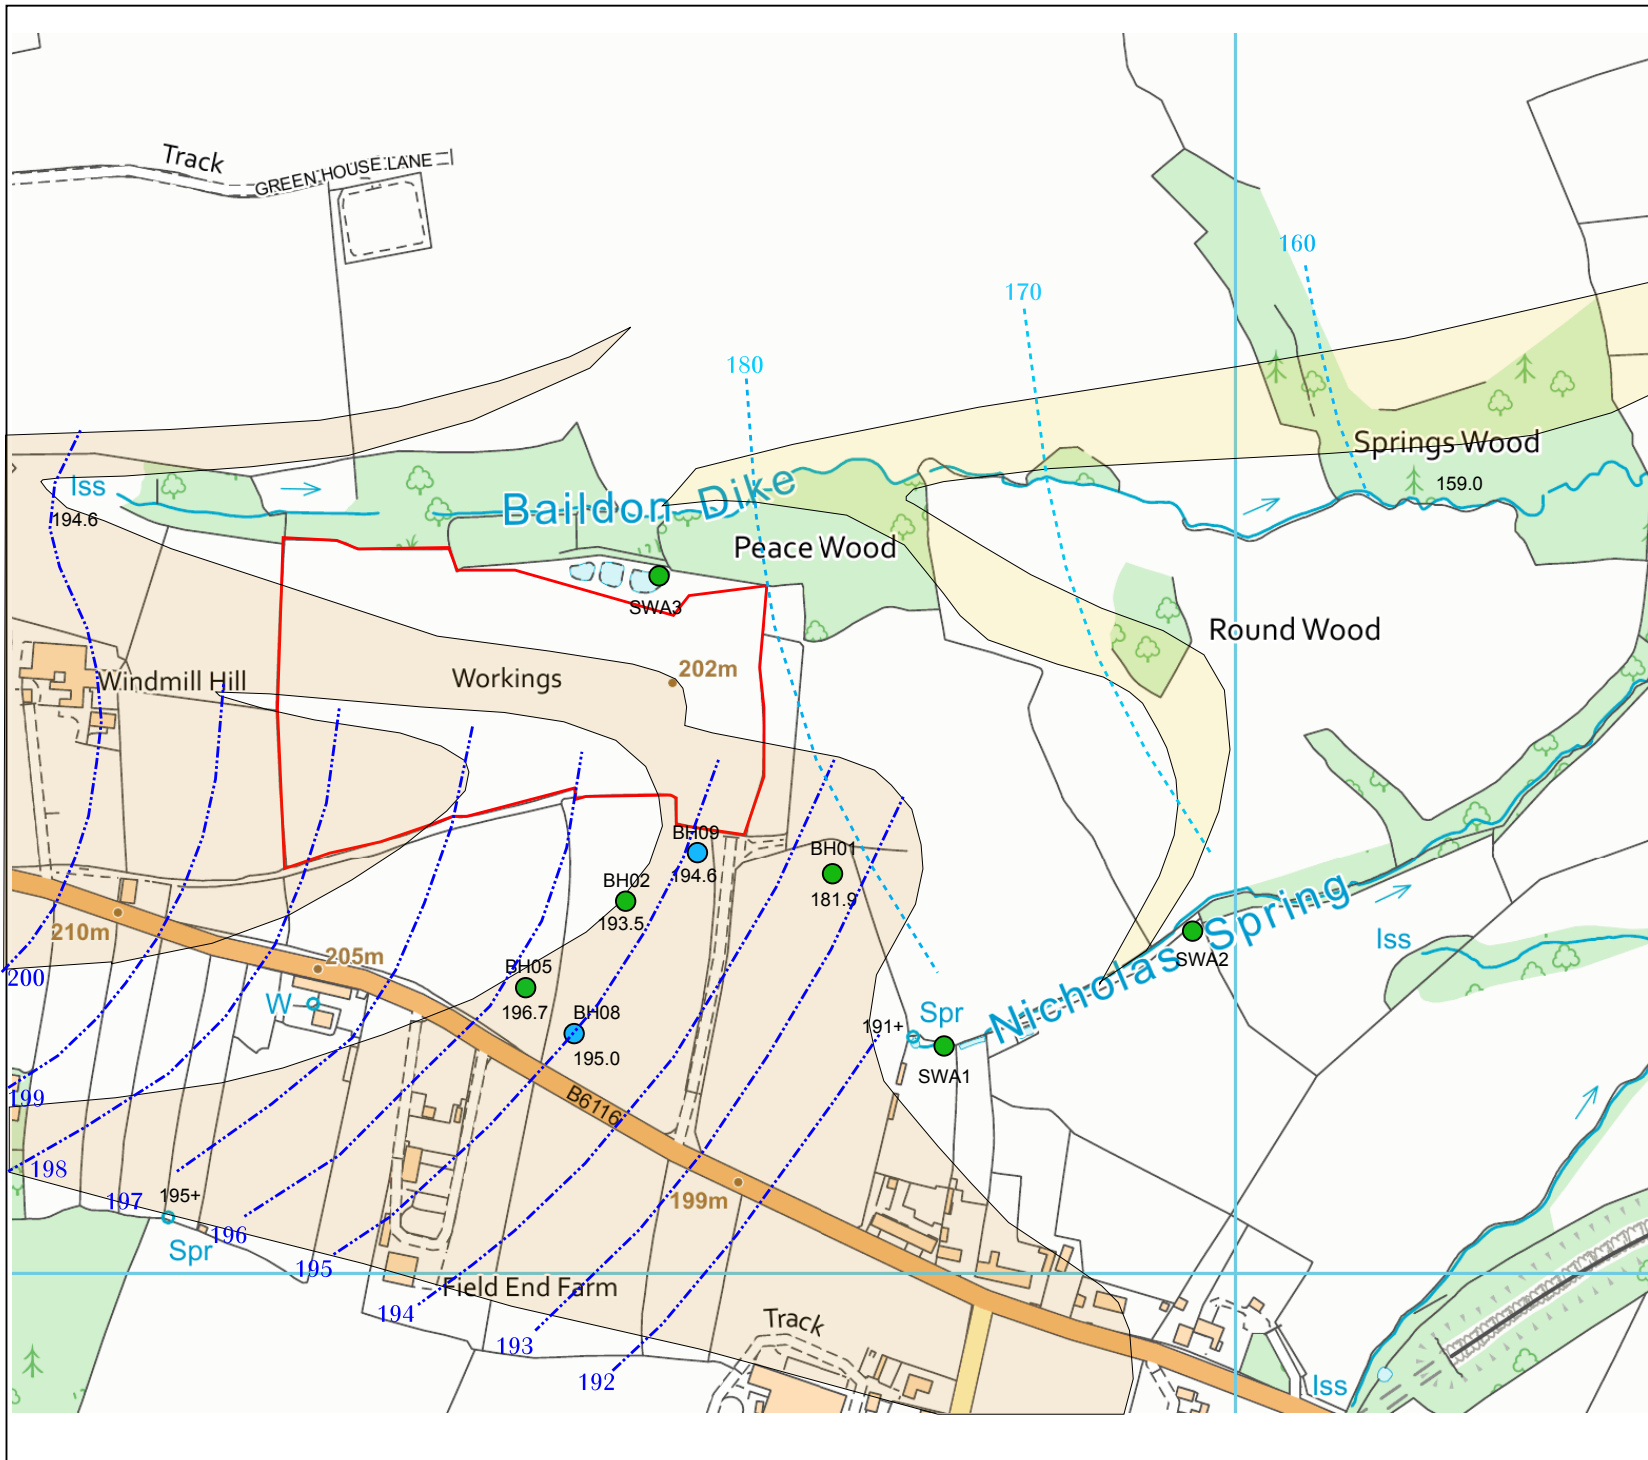 Track
GREEN HOUSE LANE
160
170
180
Springs Wood
159.0
Iss
194.6
Baildon Dike
Peace Wood
SWA3
Round Wood
202m
Windmill Hill
Workings
BH09
194.6
BH01
181.9
BH02
193.5
210m
205m
200
W
BH05
196.7
BH08
195.0
Iss
SWA2
Nicholas Spring
191+
Spr
SWA1
199
B6116
198
197
195+
196
Spr
195
199m
194
Field End Farm
193
Track
192
Iss